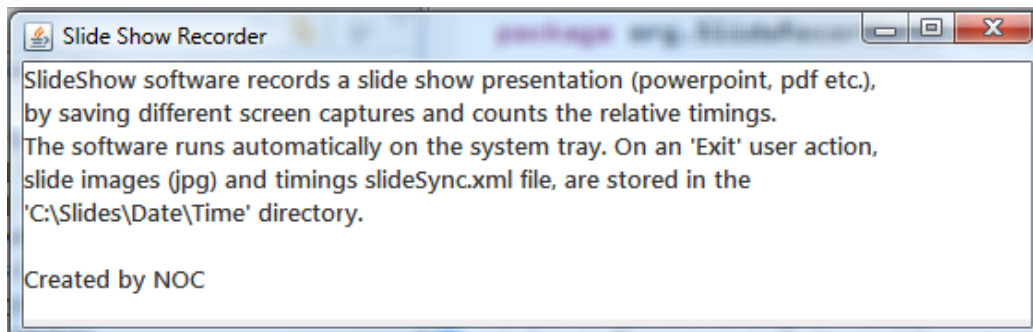 Slide Show Recorder
SlideShow software records a slide show presentation (powerpoint, pdf etc.),
by saving different screen captures and counts the relative timings.
The software runs automatically on the system tray. On an 'Exit' user action,
slide images (jpg) and timings slideSync.xml file, are stored in the
'C:\Slides\Date\Time' directory.
Created by NOC